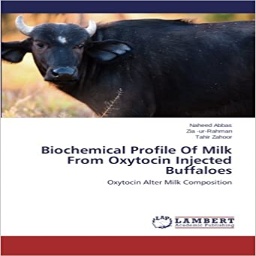 Naheed Abbas
Zia -ur-Rahman
Tahir Zahoor
Biochemical Profile Of Milk
From Oxytocin Injected
Buffaloes
Oxytocin Alter Milk Composition
LAP
LAMBERT
Academic Publishing